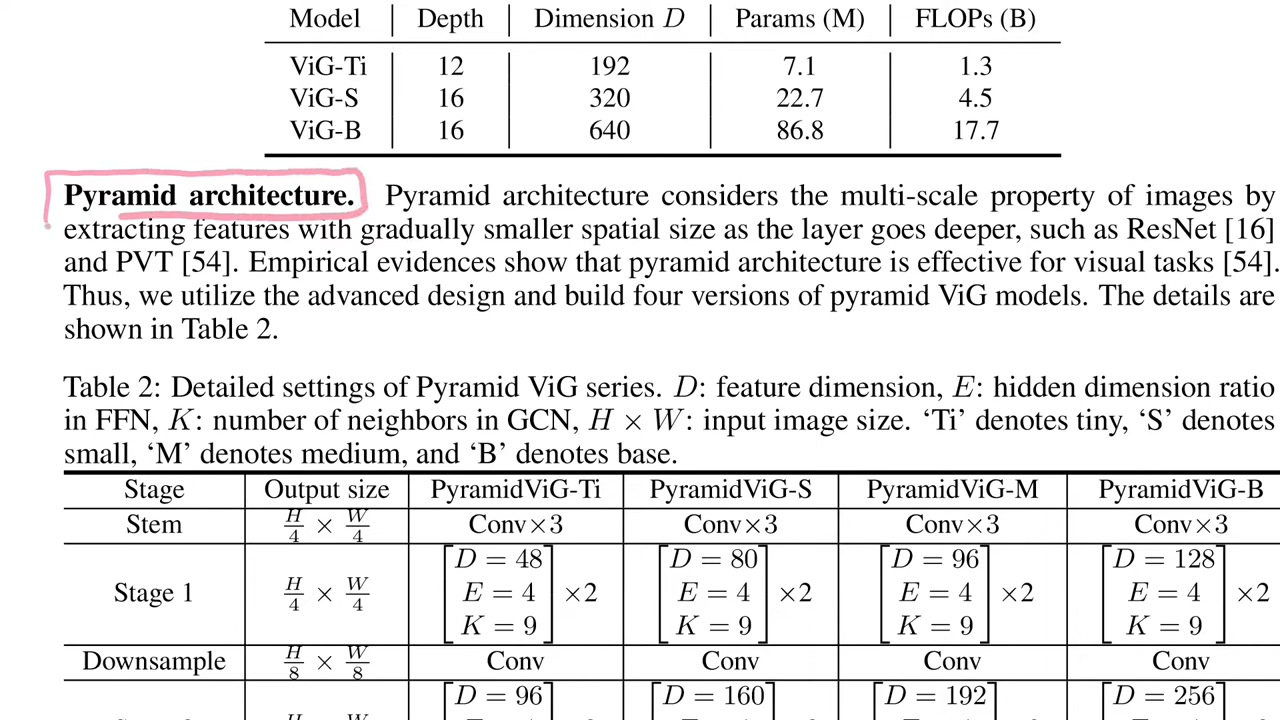 Model Depth Dimension D Params (M) FLOPs (B)
ViG-Ti 12 192 7.1 1.3
ViG-S 16 320 22.7 4.5
ViG-B 16 640 86.8 17.7
Pyramid architecture. Pyramid architecture considers the multi-scale property of images by
extracting features with gradually smaller spatial size as the layer goes deeper, such as ResNet [16]
and PVT [54]. Empirical evidences show that pyramid architecture is effective for visual tasks [54].
Thus, we utilize the advanced design and build four versions of pyramid ViG models. The details are
shown in Table 2.
Table 2: Detailed settings of Pyramid ViG series. D: feature dimension, E: hidden dimension ratio
in FFN, K: number of neighbors in GCN, H × W: input image size. ‘Ti’ denotes tiny, ‘S’ denotes
small, ‘M’ denotes medium, and ‘B’ denotes base.
Stage Output size PyramidViG-Ti PyramidViG-S PyramidViG-M PyramidViG-B
Stem H/4 × W/4 Conv×3 Conv×3 Conv×3 Conv×3
D = 48 D = 80 D = 96 D = 128
Stage 1 H/4 × W/4 E = 4 ×2 E = 4 ×2 E = 4 ×2 E = 4 ×2
K = 9 K = 9 K = 9 K = 9
Downsample H/8 × W/8 Conv Conv Conv Conv
D = 96 D = 160 D = 192 D = 256